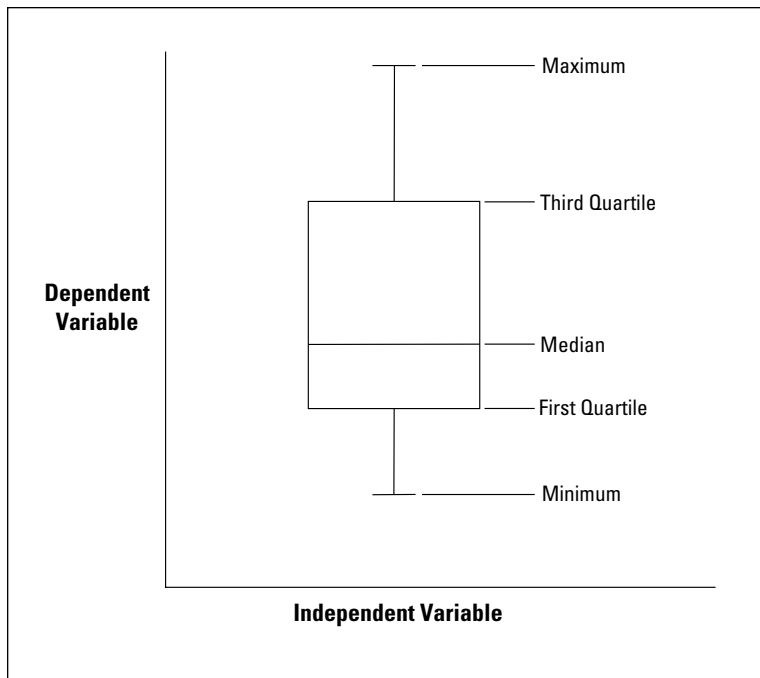 Maximum
Third Quartile
Dependent
Variable
Median
First Quartile
Minimum
Independent Variable